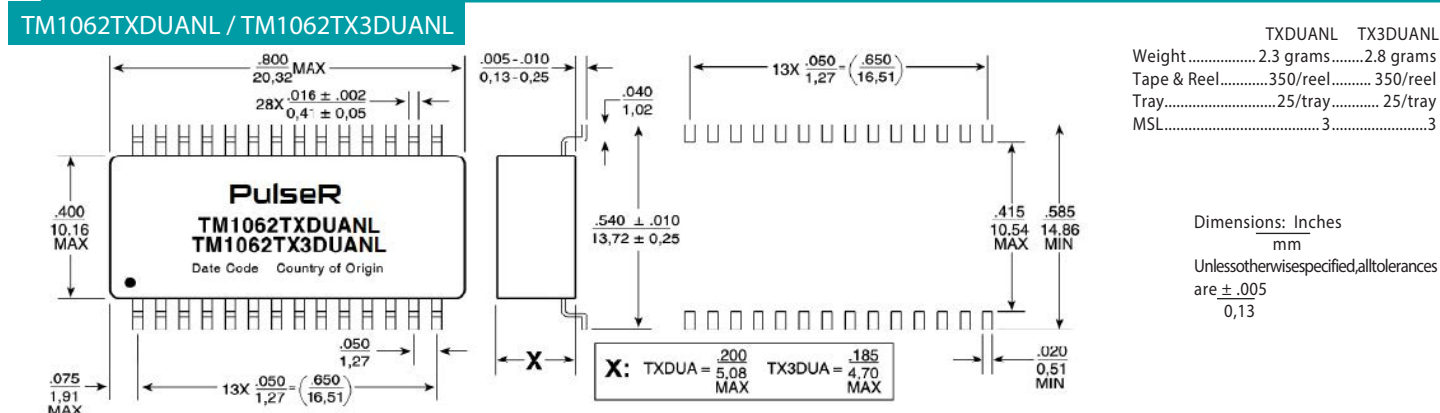 TM1062TXDUANL / TM1062TX3DUANL
.800
20,32 MAX
28X .016 ± .002
0,41 ± 0,05
.400
10.16
MAX
PulseR
TM1062TXDUANL
TM1062TX3DUANL
Date Code Country of Origin
.050
1,27
.075
1,91
MAX
13X .050 = (.650)
1,27 (16,51)
.005-.010
0,13-0,25
.040
1,02
.540 ± .010
13,72 ± 0,25
X
13X .050 = (.650)
1,27 (16,51)
.415
10.54
MAX
.585
14.86
MIN
.020
0,51
MIN
X: TXDUA = .200 TX3DUA = .185
5,08 4,70
MAX MAX
TXDUANL TX3DUANL
Weight................2.3 grams......2.8 grams
Tape & Reel............350/reel.......... 350/reel
Tray...........................25/tray............ 25/tray
MSL.....................................3.......................3
Dimensions: Inches
mm
Unlessotherwisespecified,alltolerances
are ± .005
0,13